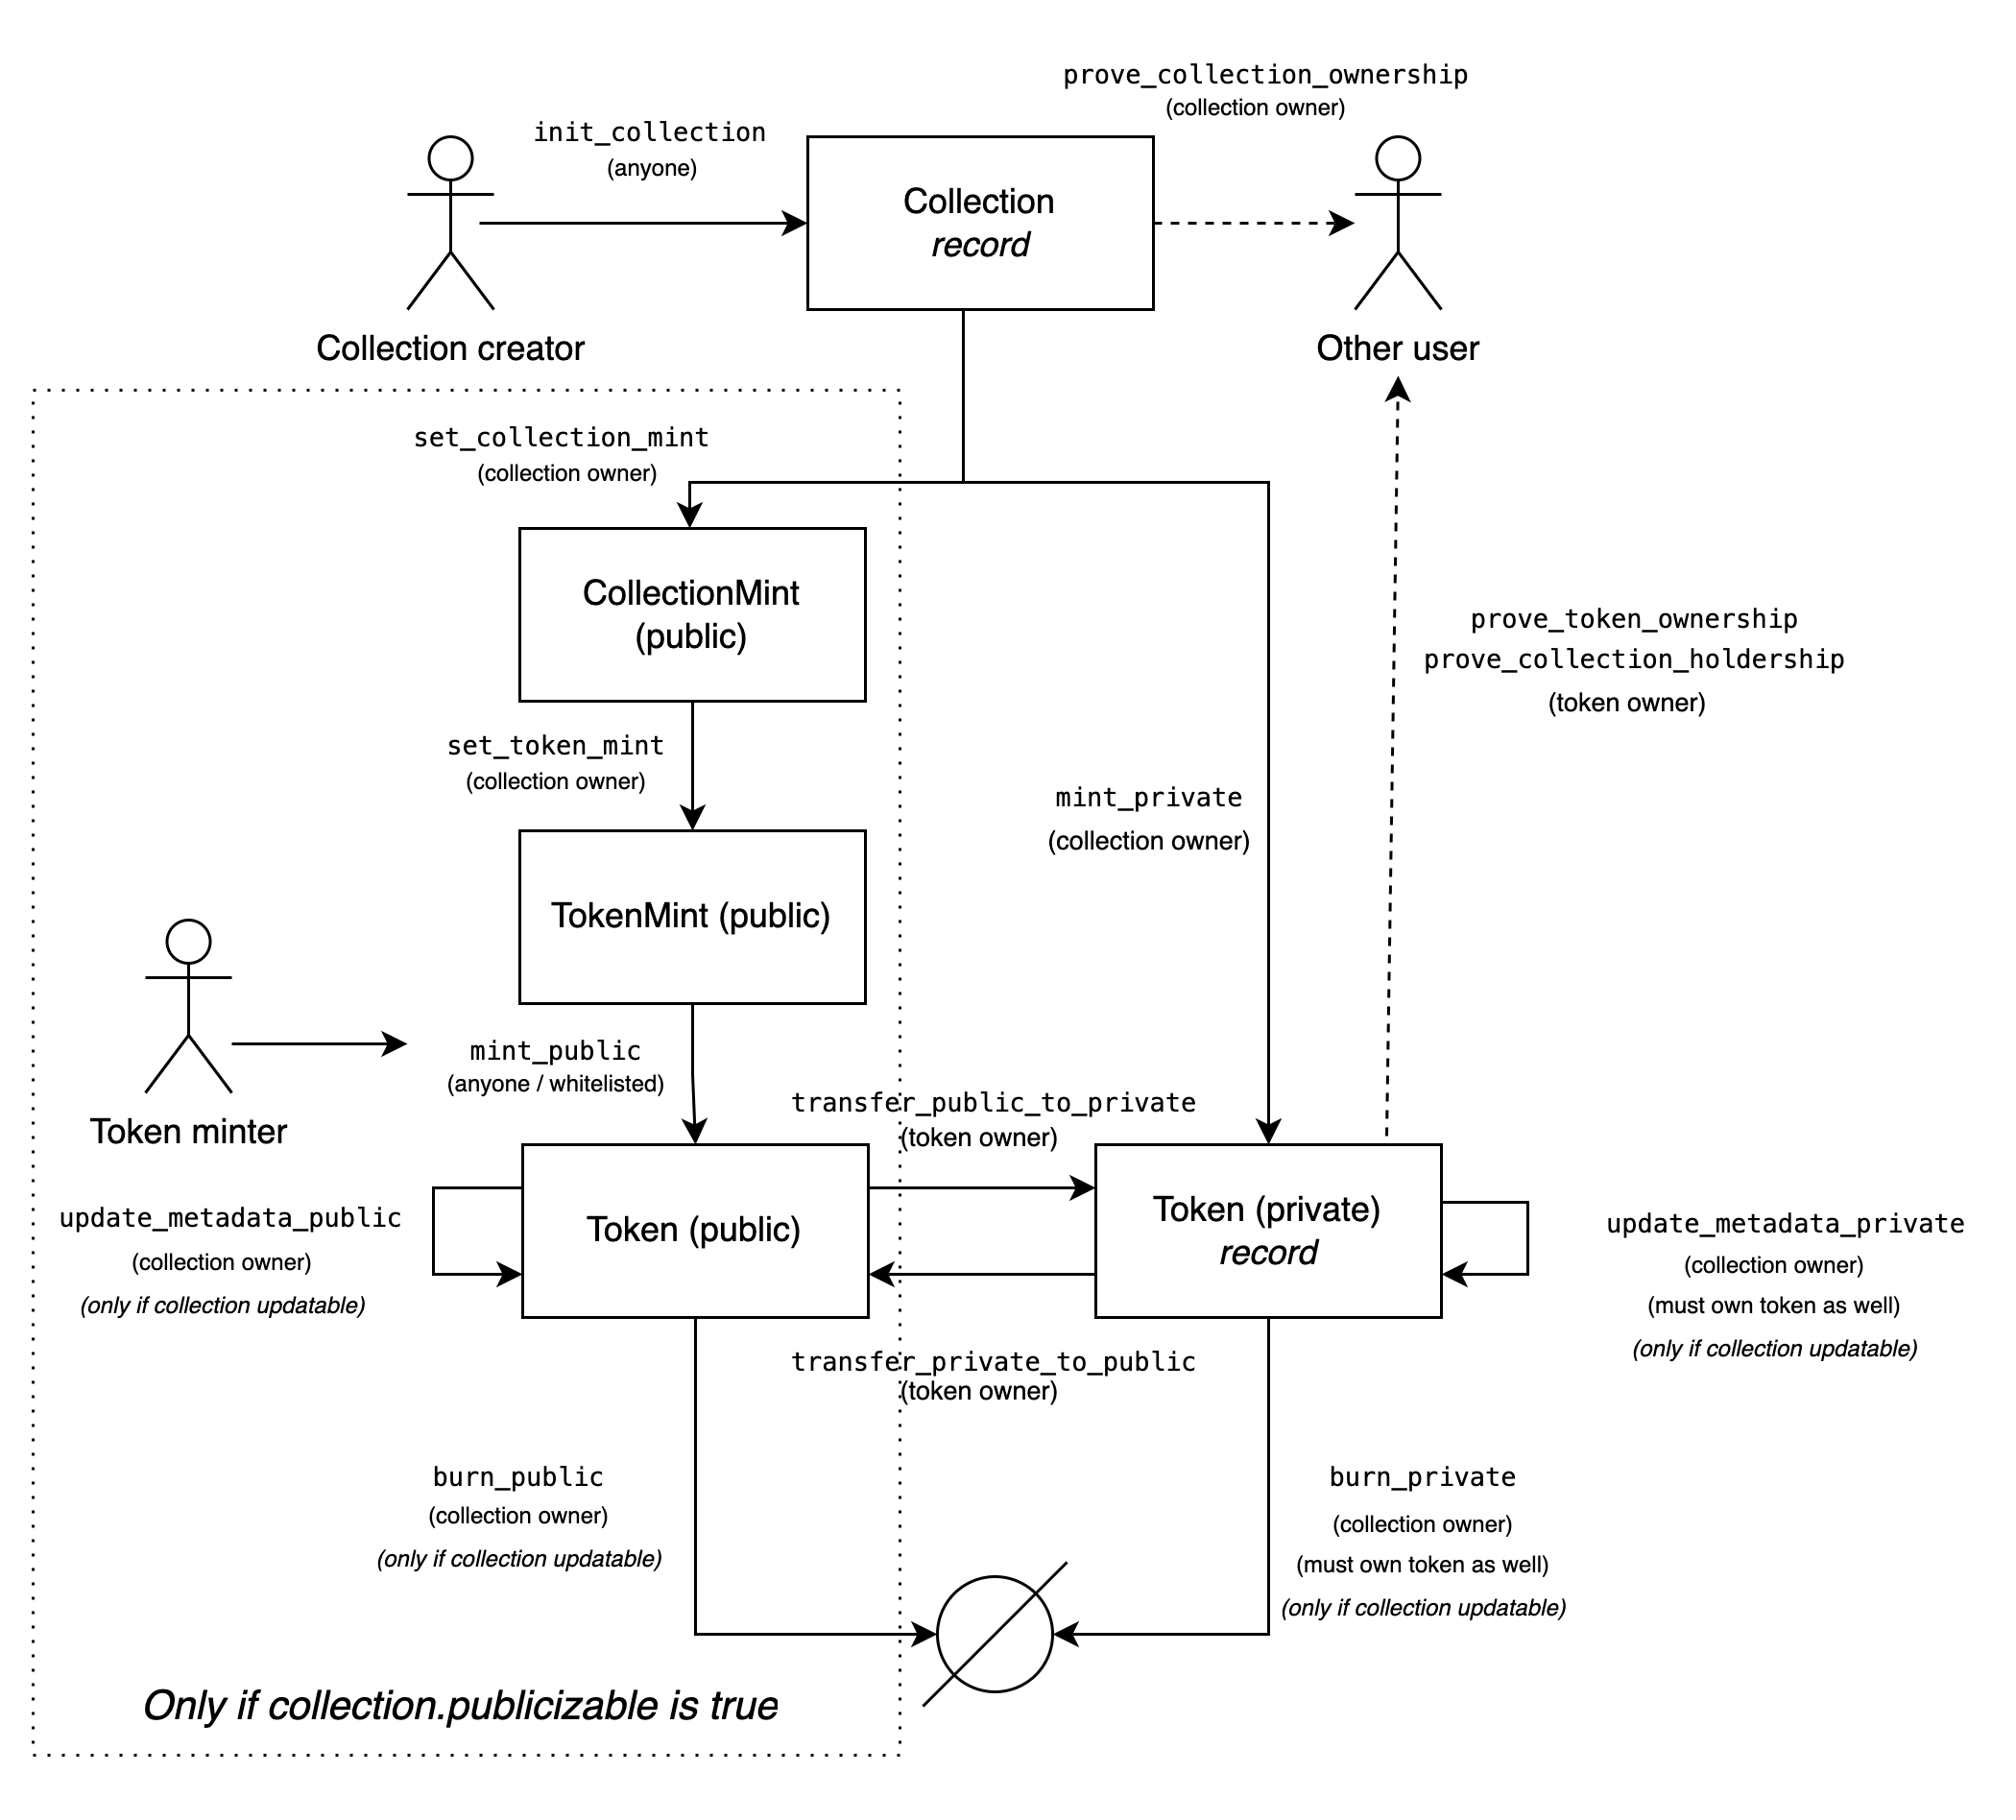 prove_collection_ownership
(collection owner)
init_collection
(anyone)
Collection
record
Collection creator
Other user
set_collection_mint
(collection owner)
CollectionMint
(public)
prove_token_ownership
prove_collection_holdership
(token owner)
set_token_mint
(collection owner)
mint_private
(collection owner)
TokenMint (public)
Token minter
mint_public
(anyone / whitelisted)
transfer_public_to_private
(token owner)
update_metadata_public
(collection owner)
(only if collection updatable)
Token (public)
Token (private)
record
update_metadata_private
(collection owner)
(must own token as well)
(only if collection updatable)
transfer_private_to_public
(token owner)
burn_public
(collection owner)
(only if collection updatable)
burn_private
(collection owner)
(must own token as well)
(only if collection updatable)
Only if collection.publicizable is true